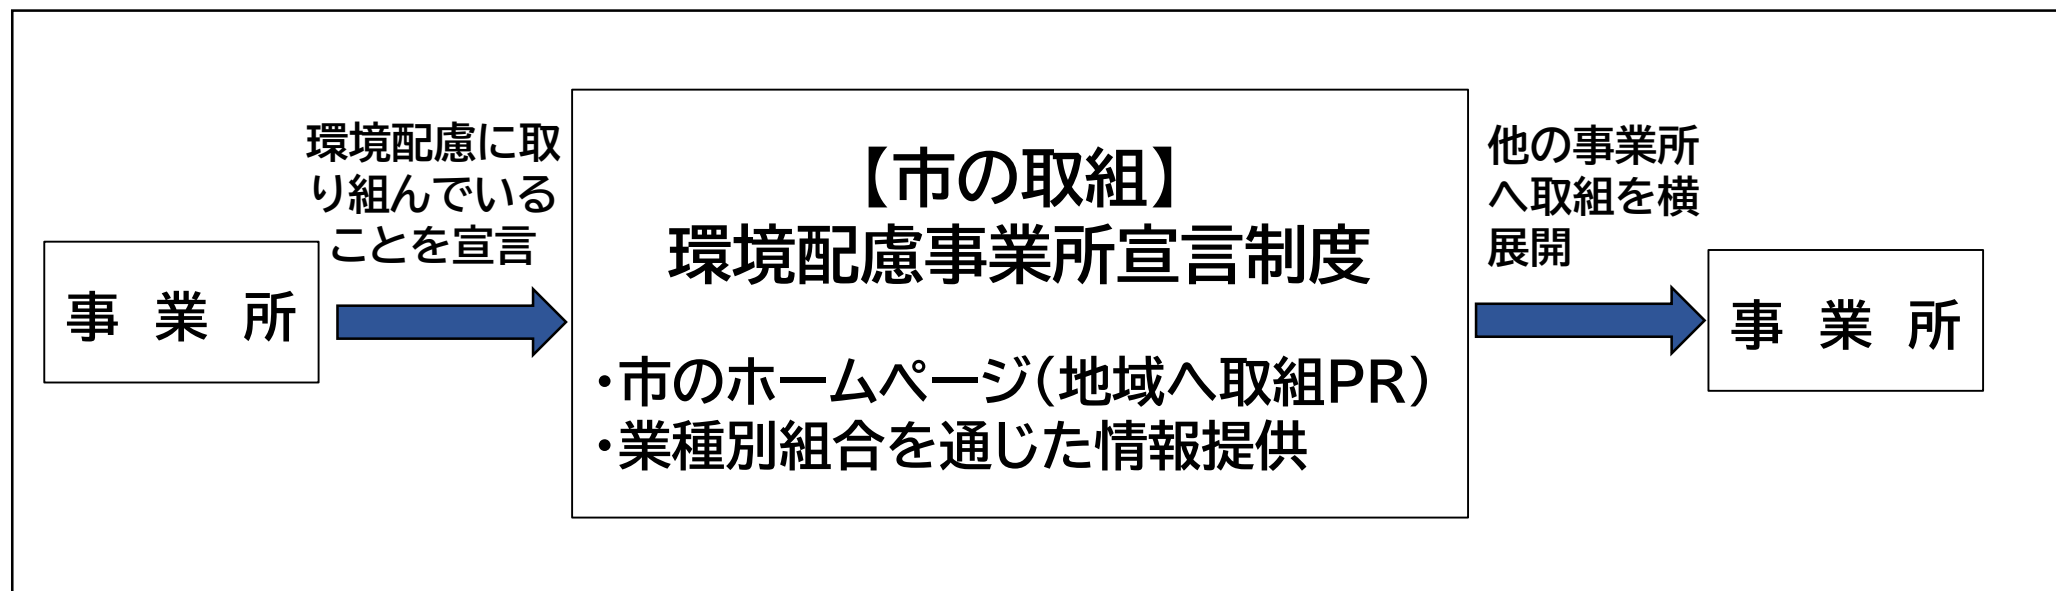 環境配慮に取
り組んでいる
ことを宣言
事 業 所
【市の取組】
環境配慮事業所宣言制度
・市のホームページ(地域へ取組PR)
・業種別組合を通じた情報提供
他の事業所
へ取組を横
展開
事 業 所